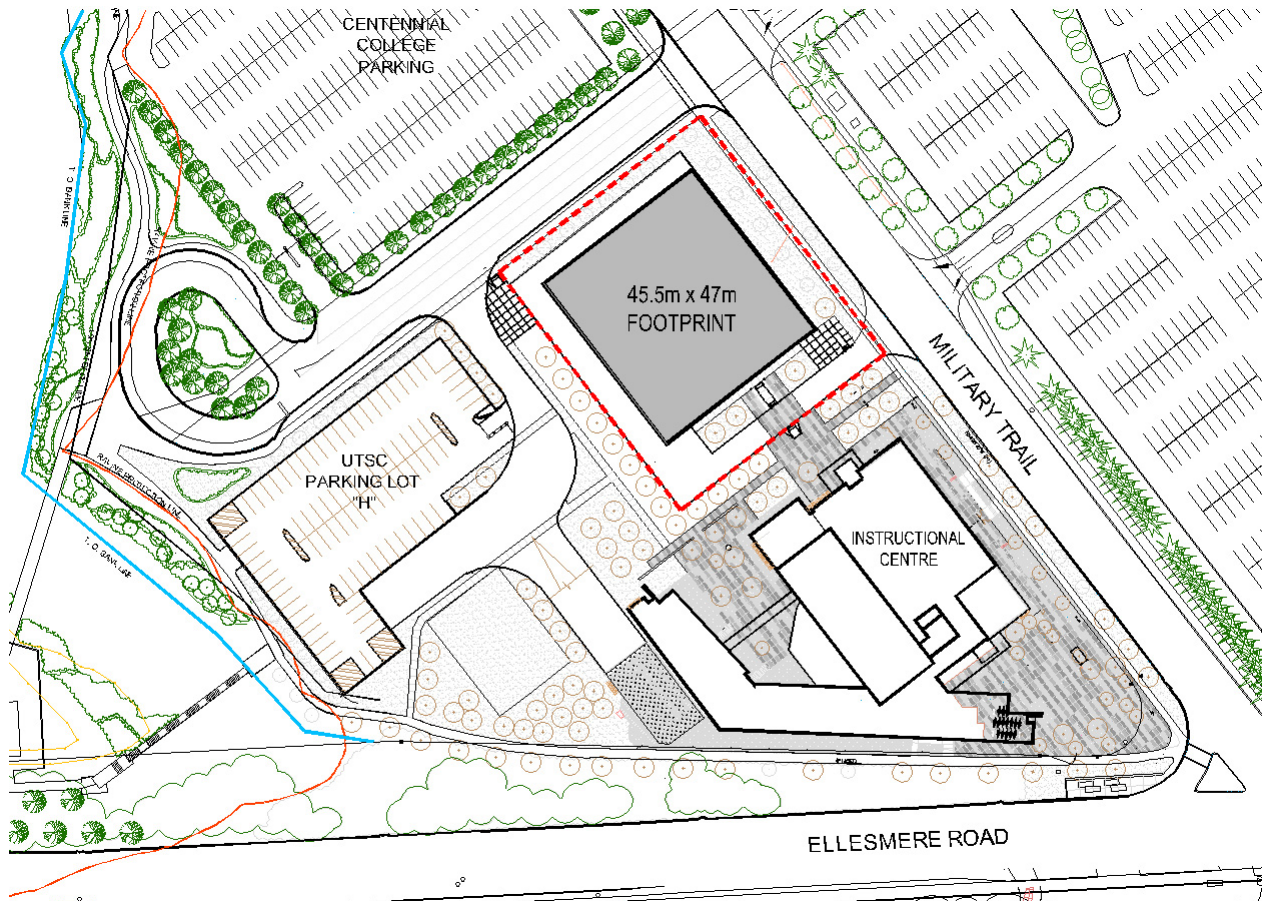 CENTENNIAL
COLLEGE
PARKING
45.5m x 47m
FOOTPRINT
MILITARY TRAIL
UTSC
PARKING LOT
"H"
INSTRUCTIONAL
CENTRE
ELLESMERE ROAD